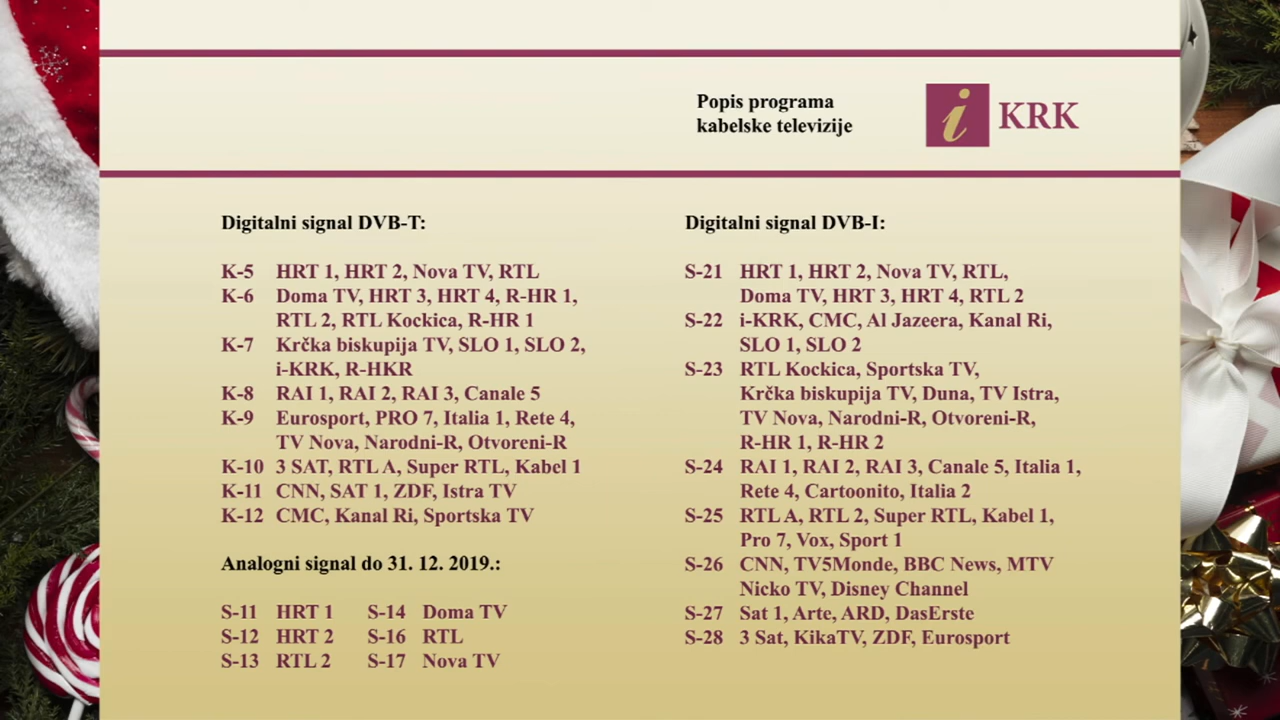 Popis programa
kabelske televizije
i KRK
Digitalni signal DVB-T:
K-5 HRT 1, HRT 2, Nova TV, RTL
K-6 Doma TV, HRT 3, HRT 4, R-HR 1,
RTL 2, RTL Kockica, R-HR 1
K-7 Krčka biskupija TV, SLO 1, SLO 2,
i-KRK, R-HKR
K-8 RAI 1, RAI 2, RAI 3, Canale 5
K-9 Eurosport, PRO 7, Italia 1, Rete 4,
TV Nova, Narodni-R, Otvoreni-R
K-10 3 SAT, RTL A, Super RTL, Kabel 1
K-11 CNN, SAT 1, ZDF, Istra TV
K-12 CMC, Kanal Ri, Sportska TV
Analogni signal do 31. 12. 2019.:
S-11 HRT 1 S-14 Doma TV
S-12 HRT 2 S-16 RTL
S-13 RTL 2 S-17 Nova TV
Digitalni signal DVB-I:
S-21 HRT 1, HRT 2, Nova TV, RTL,
Doma TV, HRT 3, HRT 4, RTL 2
S-22 i-KRK, CMC, Al Jazeera, Kanal Ri,
SLO 1, SLO 2
S-23 RTL Kockica, Sportska TV,
Krčka biskupija TV, Duna, TV Istra,
TV Nova, Narodni-R, Otvoreni-R,
R-HR 1, R-HR 2
S-24 RAI 1, RAI 2, RAI 3, Canale 5, Italia 1,
Rete 4, Cartoonito, Italia 2
S-25 RTL A, RTL 2, Super RTL, Kabel 1,
Pro 7, Vox, Sport 1
S-26 CNN, TV5Monde, BBC News, MTV
Nicko TV, Disney Channel
S-27 Sat 1, Arte, ARD, DasErste
S-28 3 Sat, KikaTV, ZDF, Eurosport